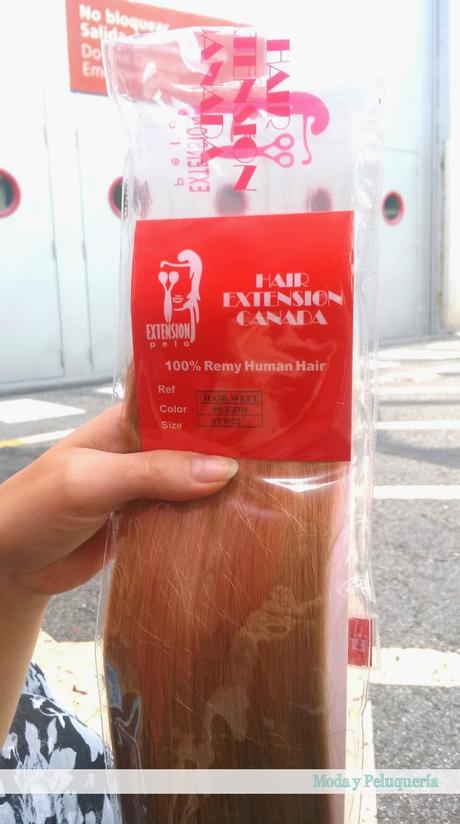 No bloquear
Salida
HAIR
EXTENSION
CANADA
EXTENSION
pelo
HAIR
EXTENSION
CANADA
EXTENSION
pelo
100% Remy Human Hair
Ref
HAIR WEFT
Color
Size
STW22"
Moda y Peluquería